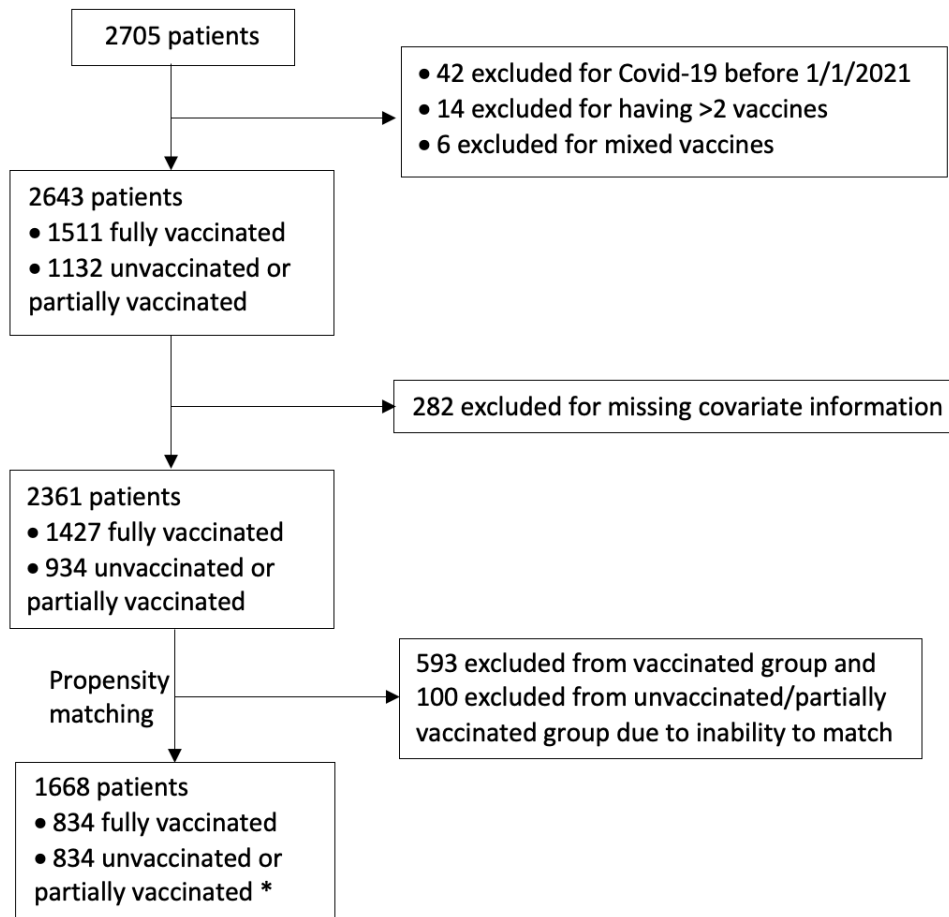 2705 patients
• 42 excluded for Covid-19 before 1/1/2021
• 14 excluded for having >2 vaccines
• 6 excluded for mixed vaccines
2643 patients
• 1511 fully vaccinated
• 1132 unvaccinated or
partially vaccinated
282 excluded for missing covariate information
2361 patients
• 1427 fully vaccinated
• 934 unvaccinated or
partially vaccinated
Propensity
matching
593 excluded from vaccinated group and
100 excluded from unvaccinated/partially
vaccinated group due to inability to match
1668 patients
• 834 fully vaccinated
• 834 unvaccinated or
partially vaccinated *